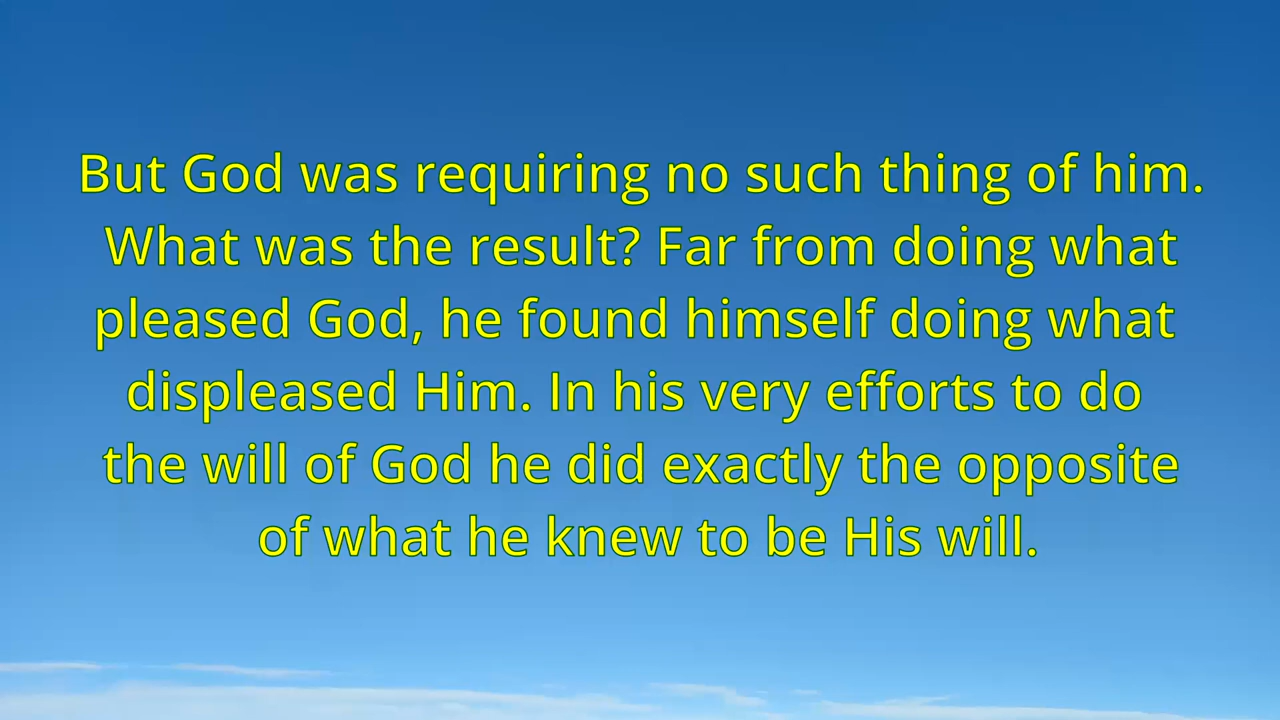 But God was requiring no such thing of him.
What was the result? Far from doing what
pleased God, he found himself doing what
displeased Him. In his very efforts to do
the will of God he did exactly the opposite
of what he knew to be His will.